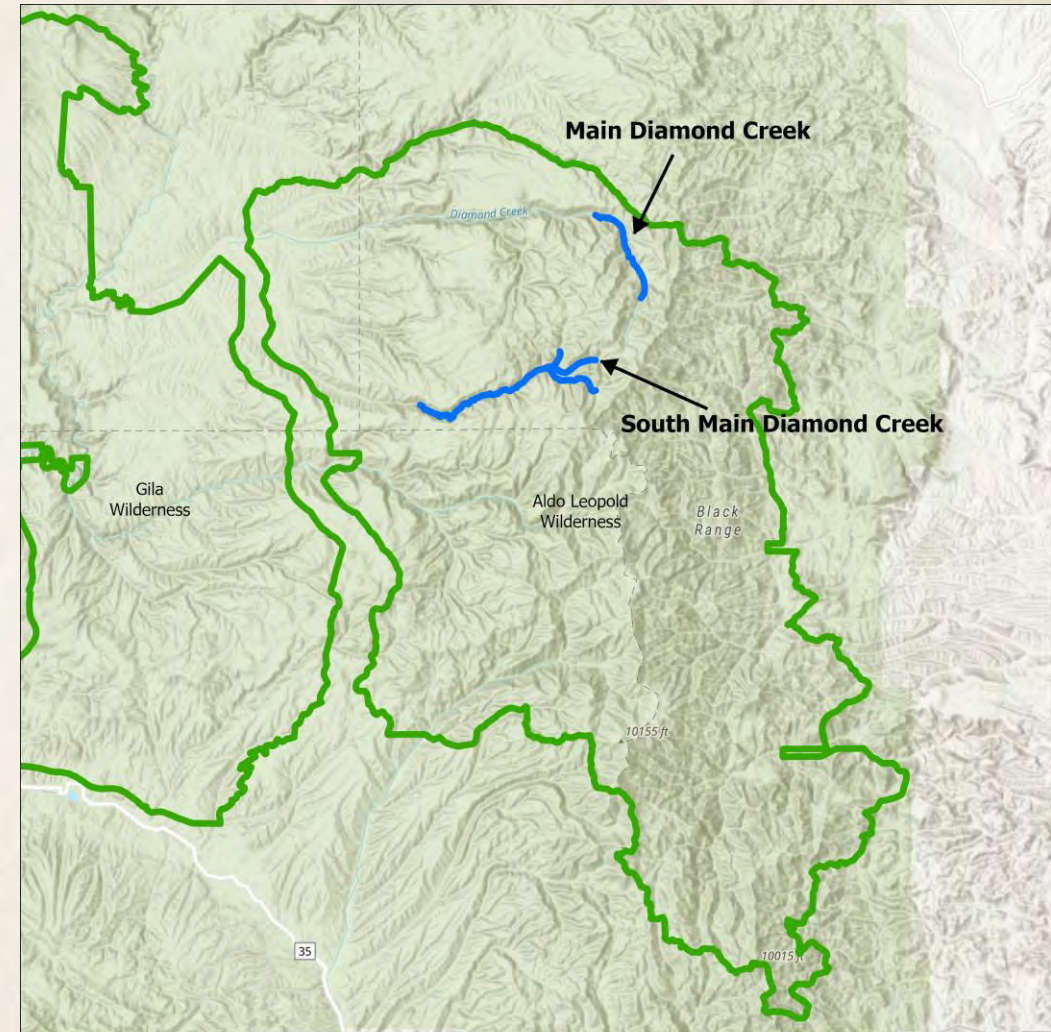 Main Diamond Creek
Diamond Creek
South Main Diamond Creek
Gila
Wilderness
Aldo Leopold
Wilderness
Black
Range
10155 ft
35
10015 ft